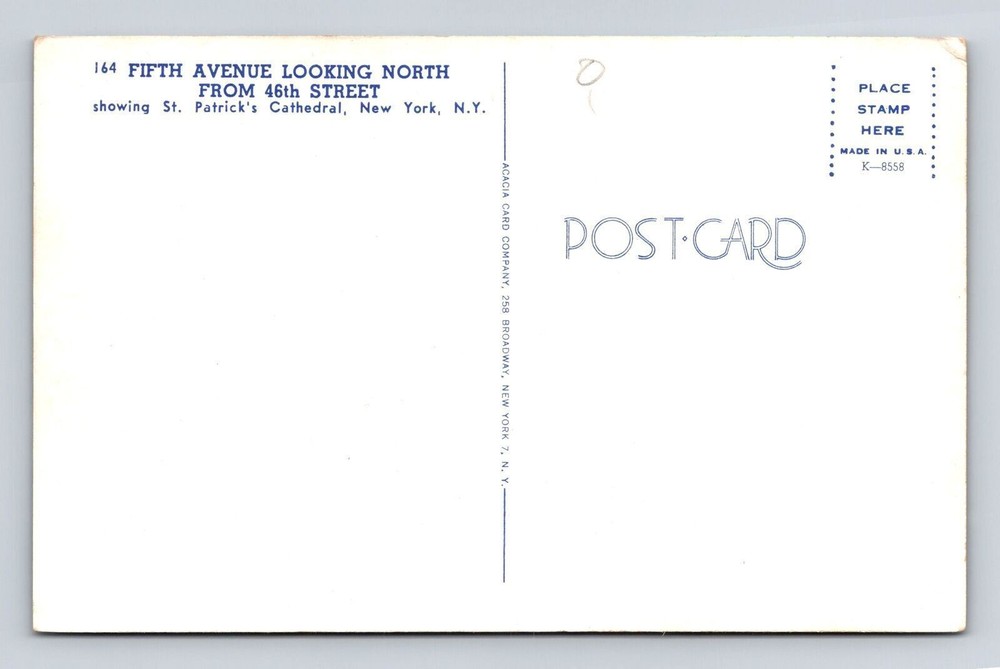 164 FIFTH AVENUE LOOKING NORTH
FROM 46th STREET
showing St. Patrick's Cathedral, New York, N.Y.
ACACIA CARD COMPANY, 258 BROADWAY, NEW YORK 7, N. Y.
PLACE
STAMP
HERE
MADE IN U.S.A.
K—8558
POST·CARD